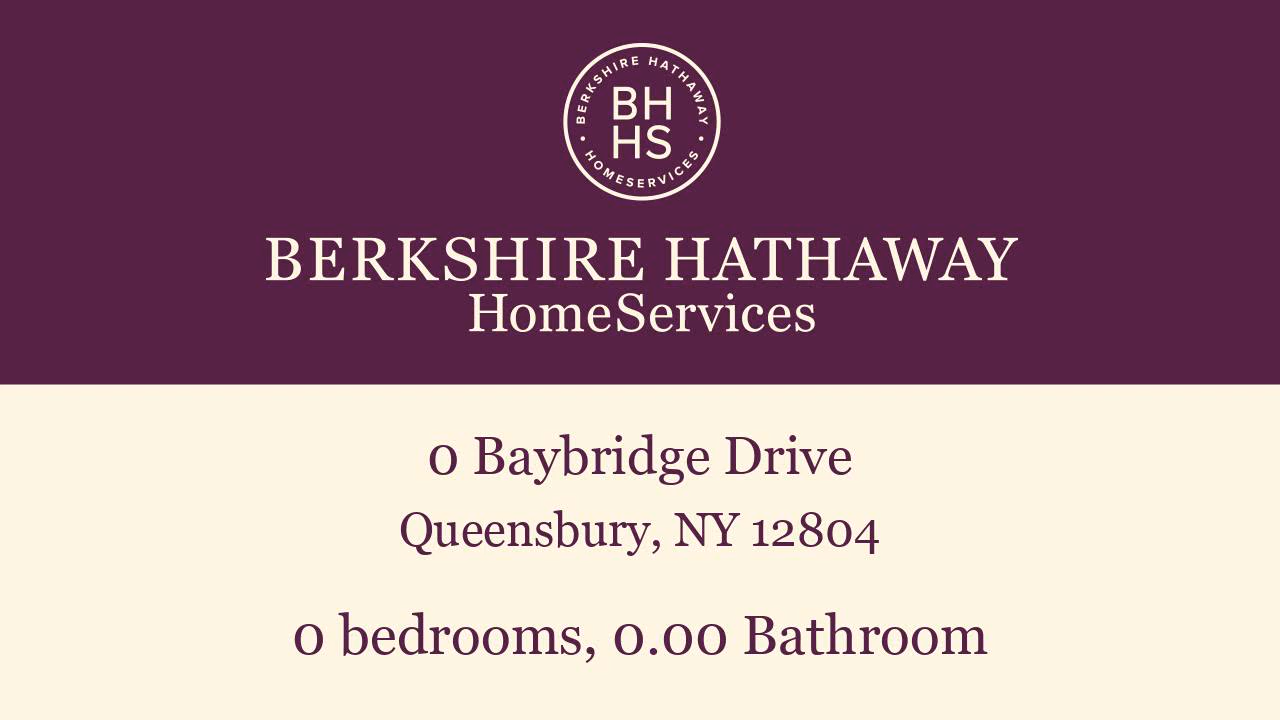 BERKSHIRE HATHAWAY
BH
HS
• HOMESERVICES •
BERKSHIRE HATHAWAY
HomeServices
0 Baybridge Drive
Queensbury, NY 12804
0 bedrooms, 0.00 Bathroom